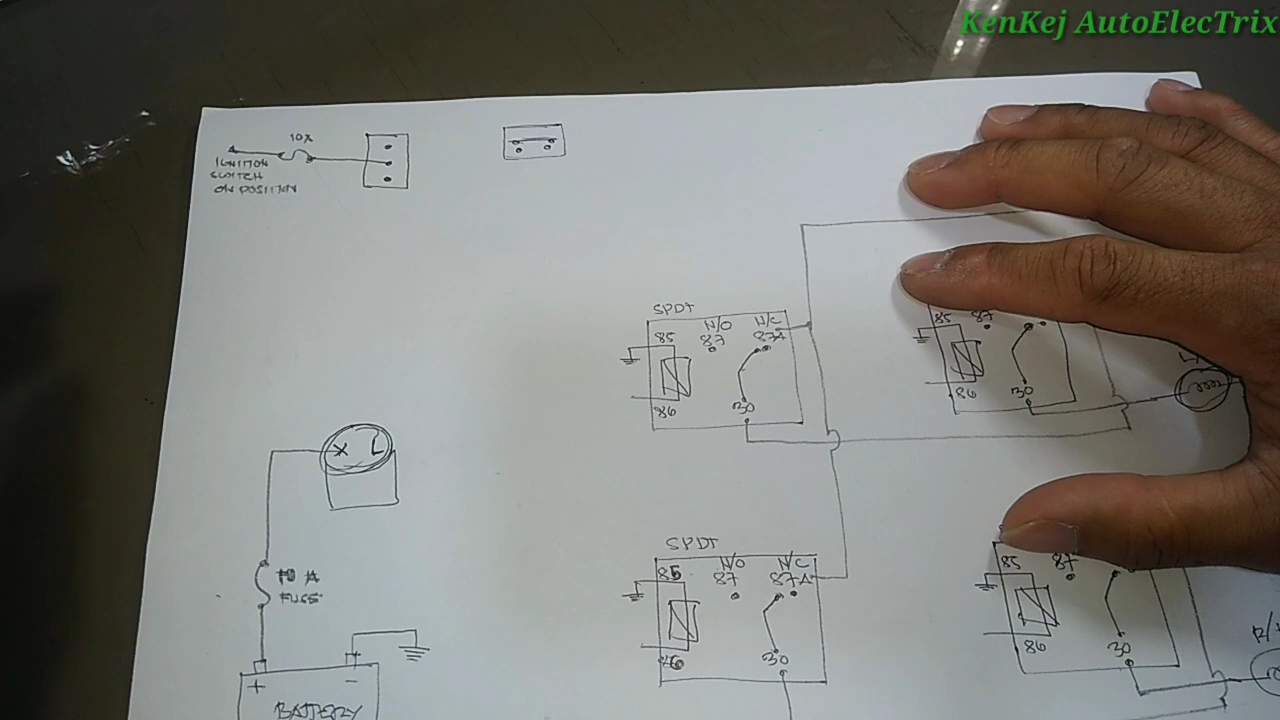 KenKej AutoElecTrix
10A
IGNITION
SWITCH
ON POSITION
SPDT
N/O N/C
85 87 87A
86 30
85 87
86 30
X L
10 A
FUSE
+ -
BATTERY
SPDT
N/O N/C
85 87 87A
86 30
85 87
86 30